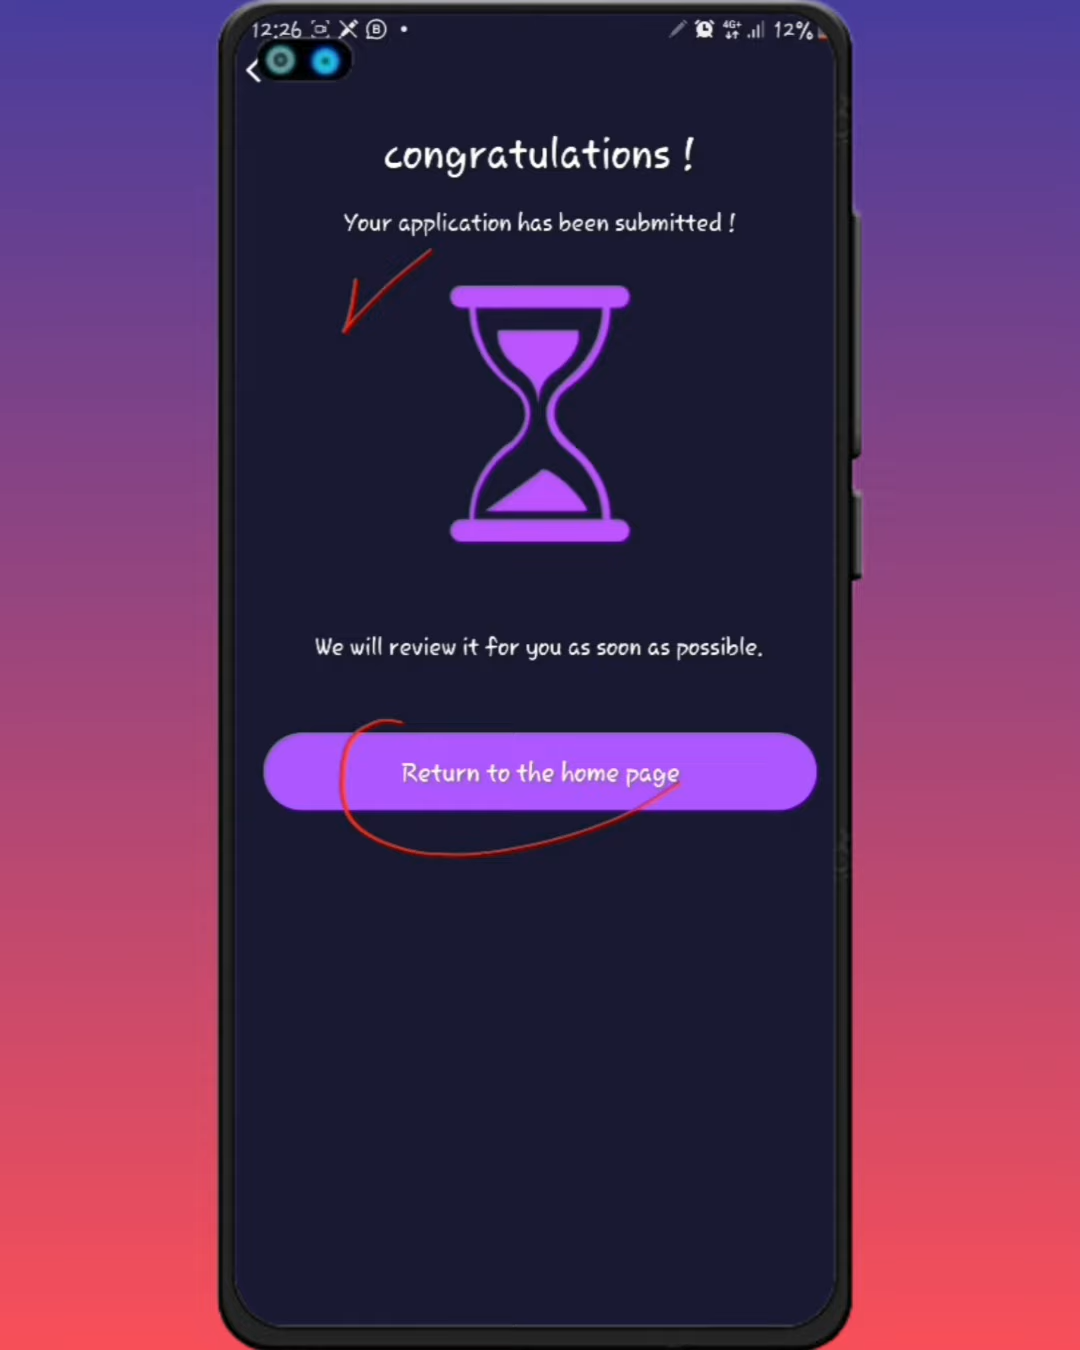 12:26
4G+
12%
congratulations !
Your application has been submitted !
We will review it for you as soon as possible.
Return to the home page